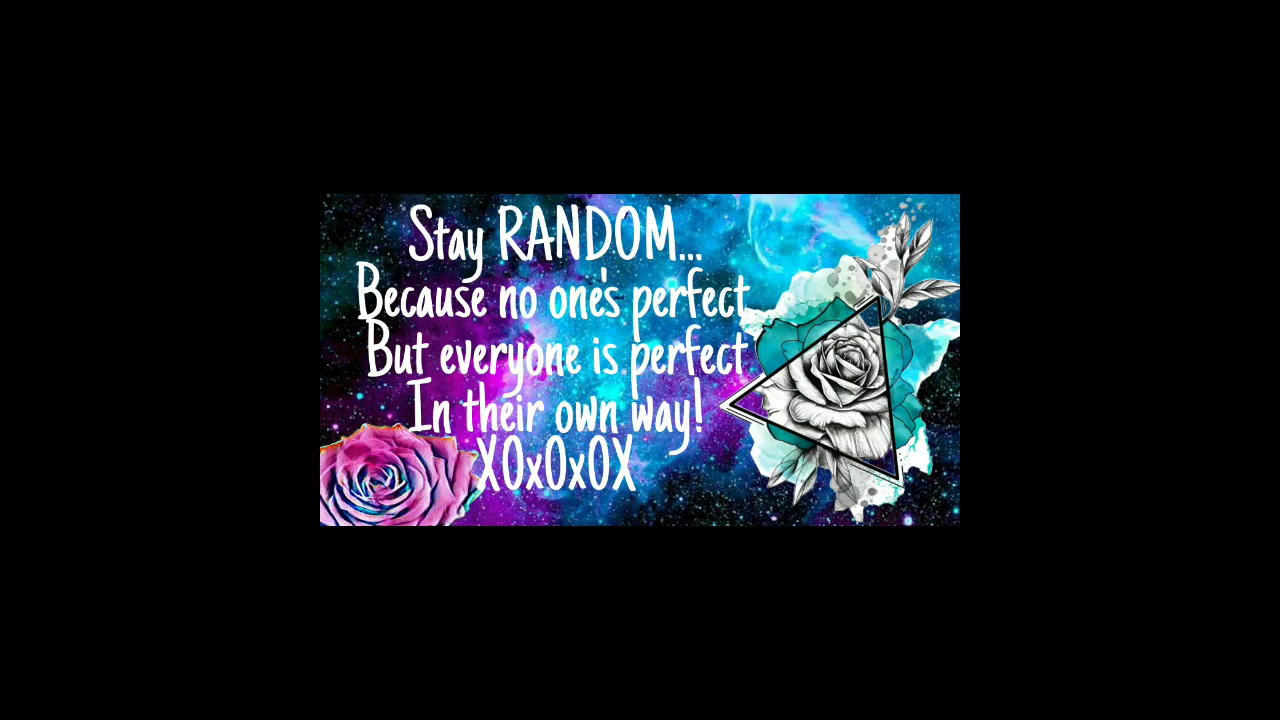 Stay RANDOM...
Because no one's perfect
But everyone is perfect
In their own way!
XOxOxOX